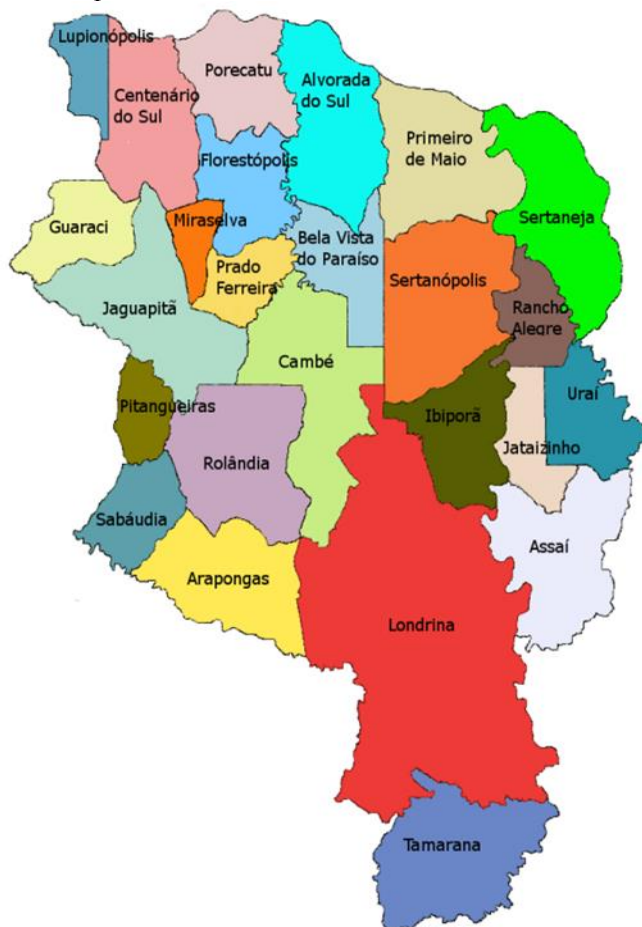 Lupionópolis
Porecatu
Alvorada
do Sul
Centenário
do Sul
Primeiro
de Maio
Florestópolis
Sertaneja
Guaraci
Miraselva
Bela Vista
do Paraíso
Prado
Ferreira
Sertanópolis
Rancho
Alegre
Jaguapitã
Cambé
Uraí
Pitangueiras
Ibiporã
Jataizinho
Rolândia
Sabáudia
Assaí
Arapongas
Londrina
Tamarana